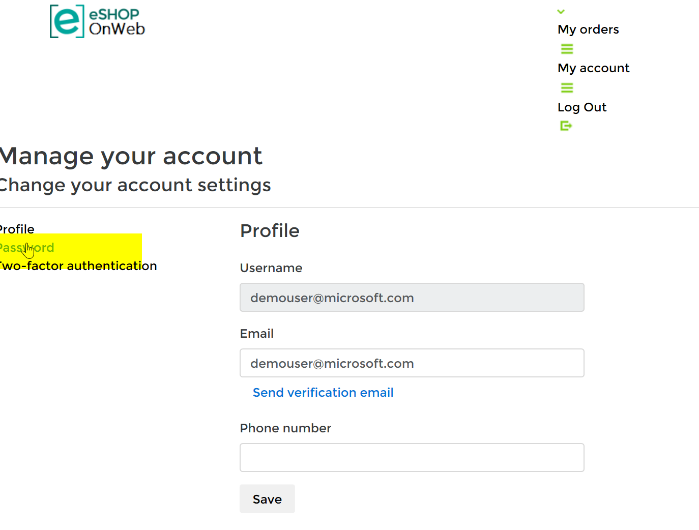 eSHOP
OnWeb
My orders
My account
Log Out
Manage your account
Change your account settings
Profile
Password
Two-factor authentication
Profile
Username
demouser@microsoft.com
Email
demouser@microsoft.com
Send verification email
Phone number
Save